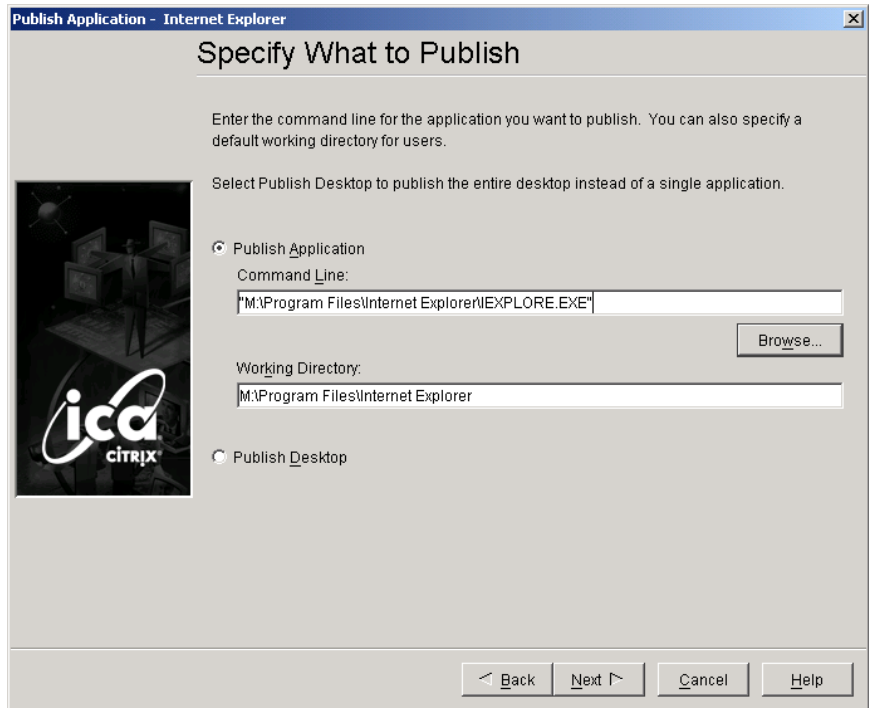 Publish Application - Internet Explorer
Specify What to Publish
Enter the command line for the application you want to publish. You can also specify a
default working directory for users.
Select Publish Desktop to publish the entire desktop instead of a single application.
Publish Application
Command Line:
"M:\Program Files\Internet Explorer\IEXPLORE.EXE"
Browse...
Working Directory:
M:\Program Files\Internet Explorer
ica
CITRIX®
Publish Desktop
Back
Next
Cancel
Help